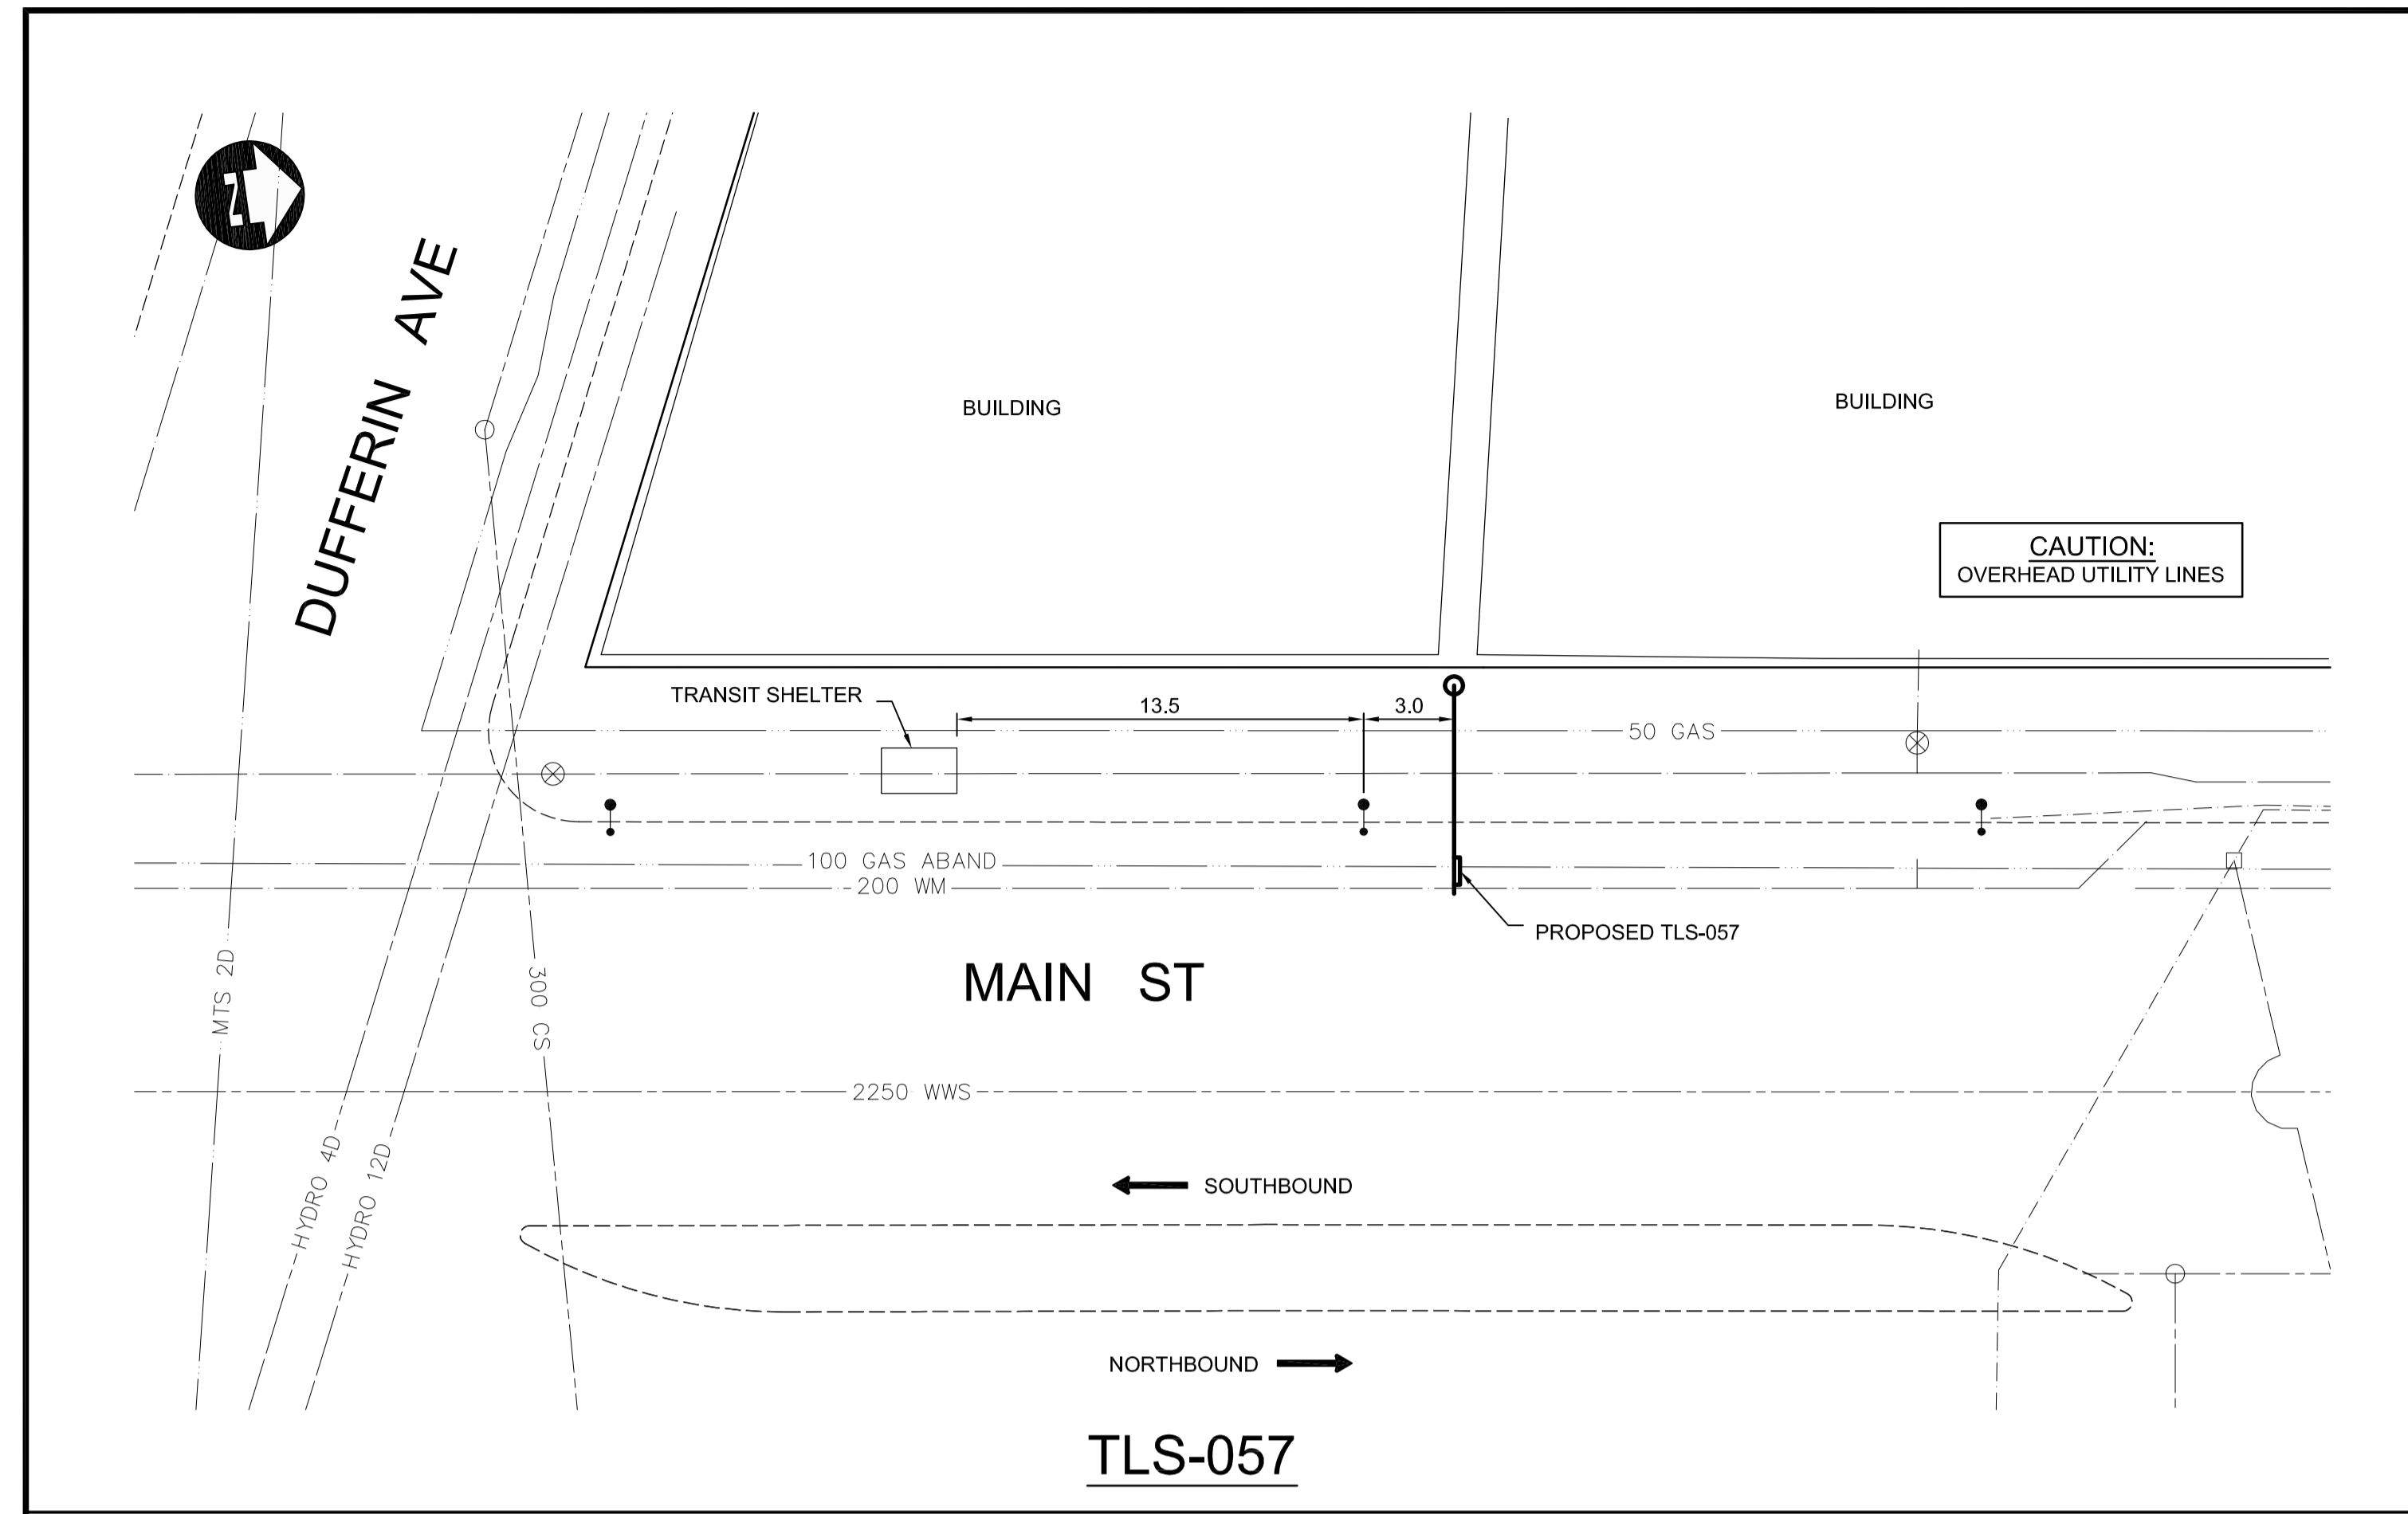 N
DUFFERIN AVE
BUILDING
BUILDING
CAUTION:
OVERHEAD UTILITY LINES
TRANSIT SHELTER
13.5
3.0
50 GAS
100 GAS ABAND
200 WM
PROPOSED TLS-057
MAIN ST
MTS 2D
300 CS
2250 WWS
HYDRO 4D
HYDRO 12D
SOUTHBOUND
NORTHBOUND
TLS-057